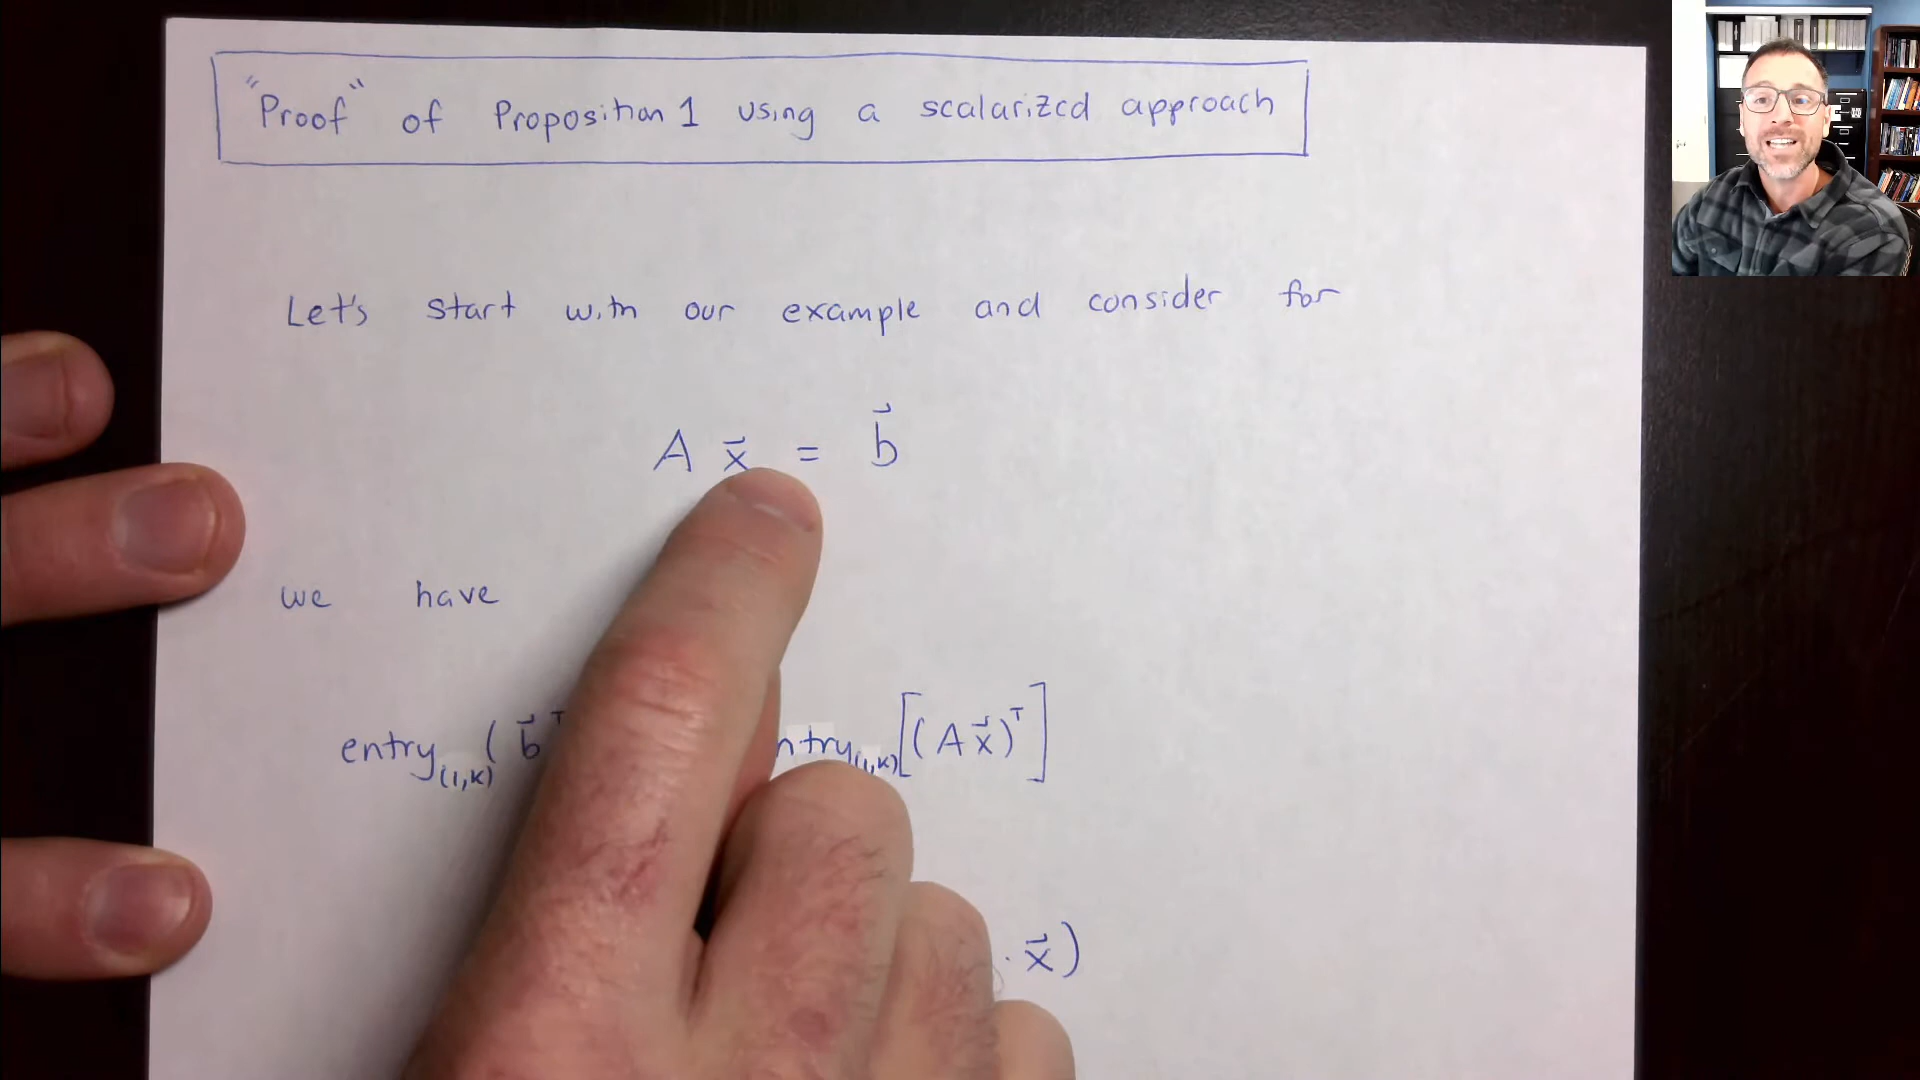 "Proof" of Proposition 1 using a scalarized approach
Let's start with our example and consider for
A x⃗ = b⃗
we have
entry(1,K) ( b⃗ᵀ ntry(1,K) [(A x⃗)ᵀ]
· x⃗)